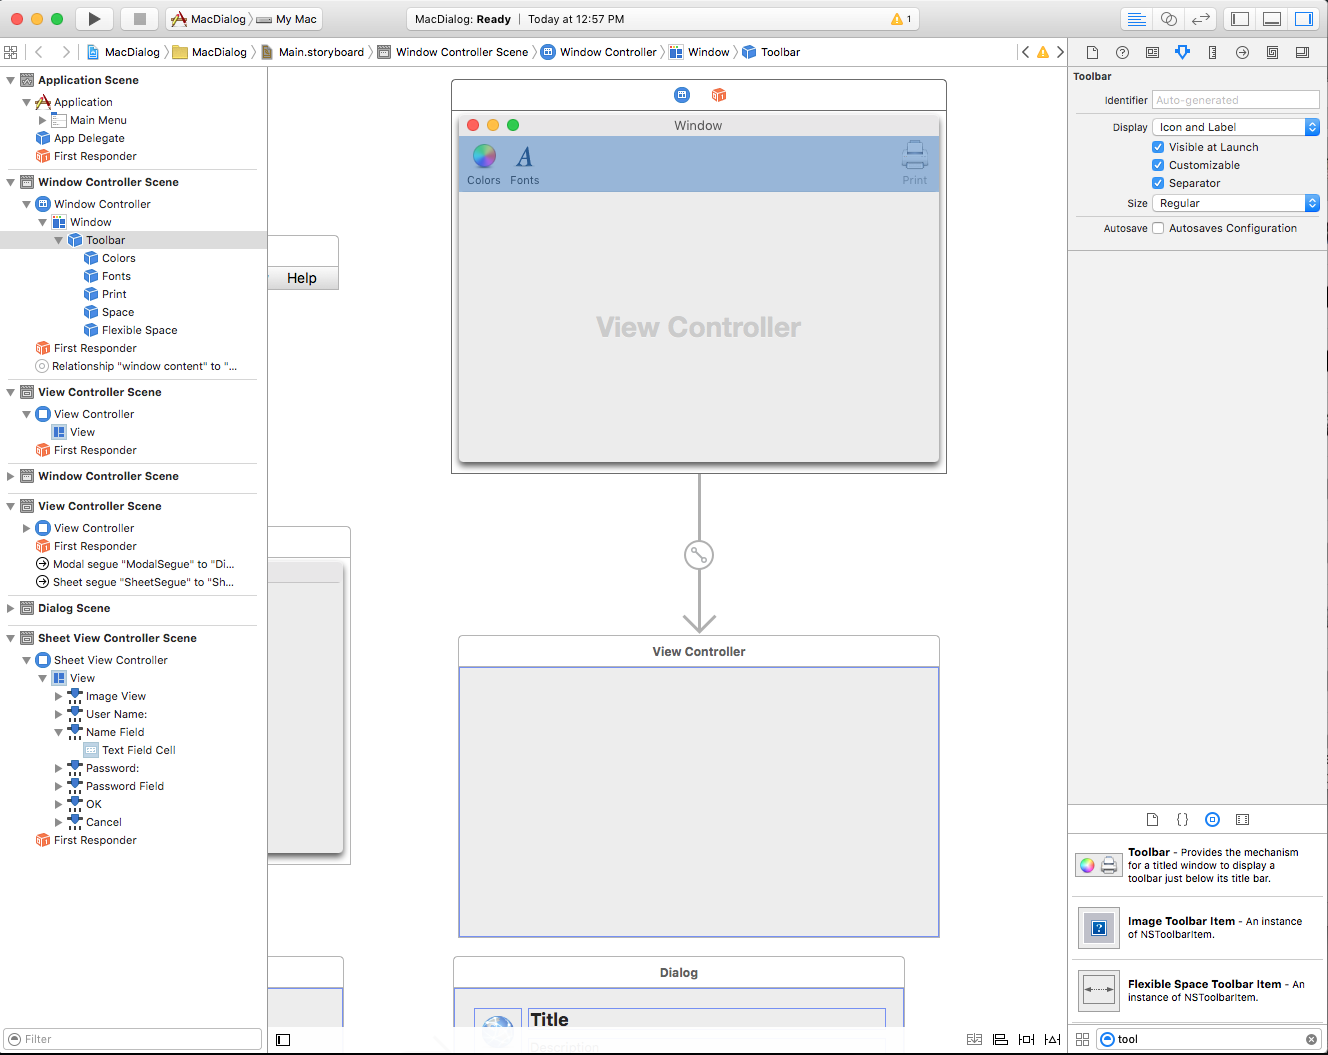 MacDialog My Mac
MacDialog: Ready Today at 12:57 PM
1
MacDialog MacDialog Main.storyboard Window Controller Scene Window Controller Window Toolbar
Application Scene
Application
Main Menu
App Delegate
First Responder
Window Controller Scene
Window Controller
Window
Toolbar
Colors
Fonts
Print
Space
Flexible Space
First Responder
Relationship "window content" to "...
View Controller Scene
View Controller
View
First Responder
Window Controller Scene
View Controller Scene
View Controller
First Responder
Modal segue "ModalSegue" to "Di...
Sheet segue "SheetSegue" to "Sh...
Dialog Scene
Sheet View Controller Scene
Sheet View Controller
View
Image View
User Name:
Name Field
Text Field Cell
Password:
Password Field
OK
Cancel
First Responder
Filter
Help
Window
Colors Fonts Print
View Controller
View Controller
Dialog
Title
Description
Toolbar
Identifier Auto-generated
Display Icon and Label
Visible at Launch
Customizable
Separator
Size Regular
Autosave Autosaves Configuration
Toolbar - Provides the mechanism
for a titled window to display a
toolbar just below its title bar.
Image Toolbar Item - An instance
of NSToolbarItem.
Flexible Space Toolbar Item - An
instance of NSToolbarItem.
tool